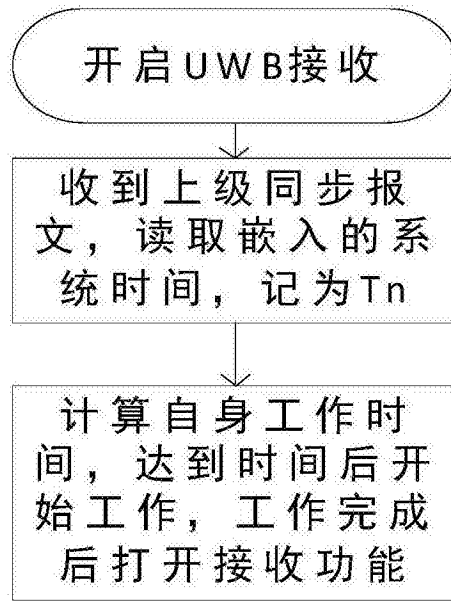 开启UWB接收
收到上级同步报
文，读取嵌入的系
统时间，记为Tn
计算自身工作时
间，达到时间后开
始工作，工作完成
后打开接收功能